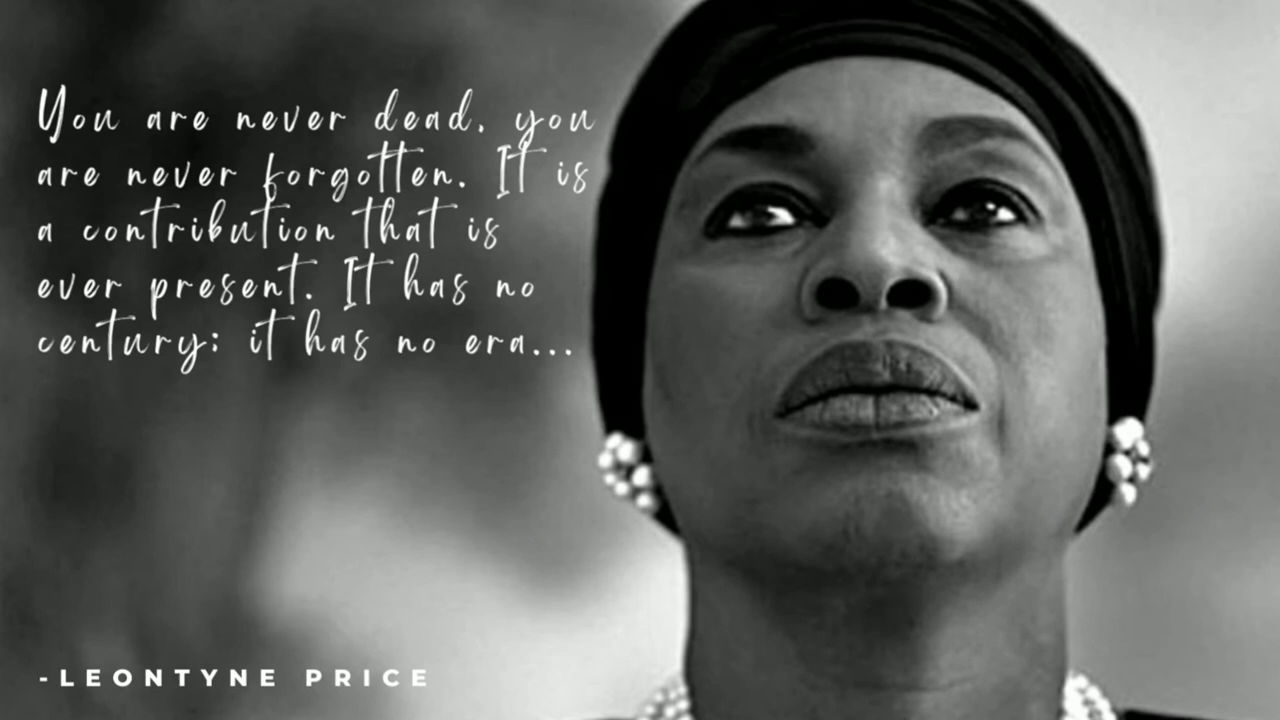 You are never dead, you
are never forgotten. It is
a contribution that is
ever present. It has no
century; it has no era...
-LEONTYNE PRICE